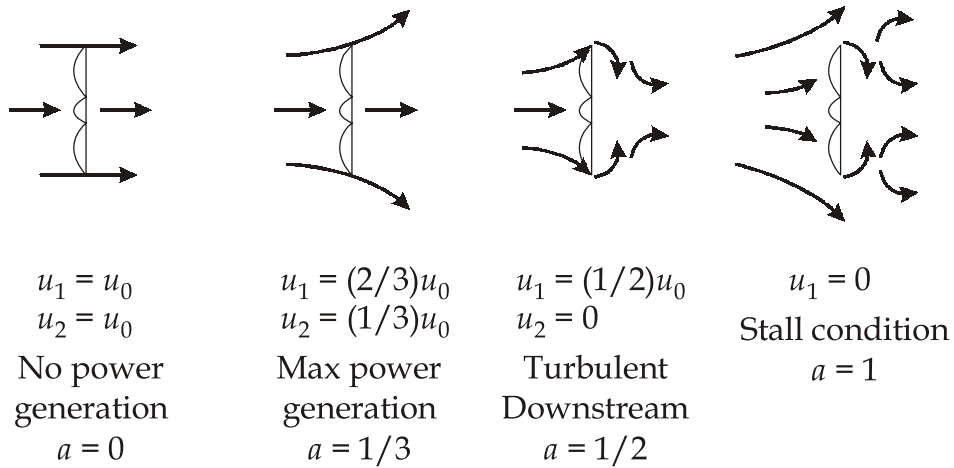 u₁ = u₀
u₂ = u₀
No power
generation
a = 0
u₁ = (2/3)u₀
u₂ = (1/3)u₀
Max power
generation
a = 1/3
u₁ = (1/2)u₀
u₂ = 0
Turbulent
Downstream
a = 1/2
u₁ = 0
Stall condition
a = 1